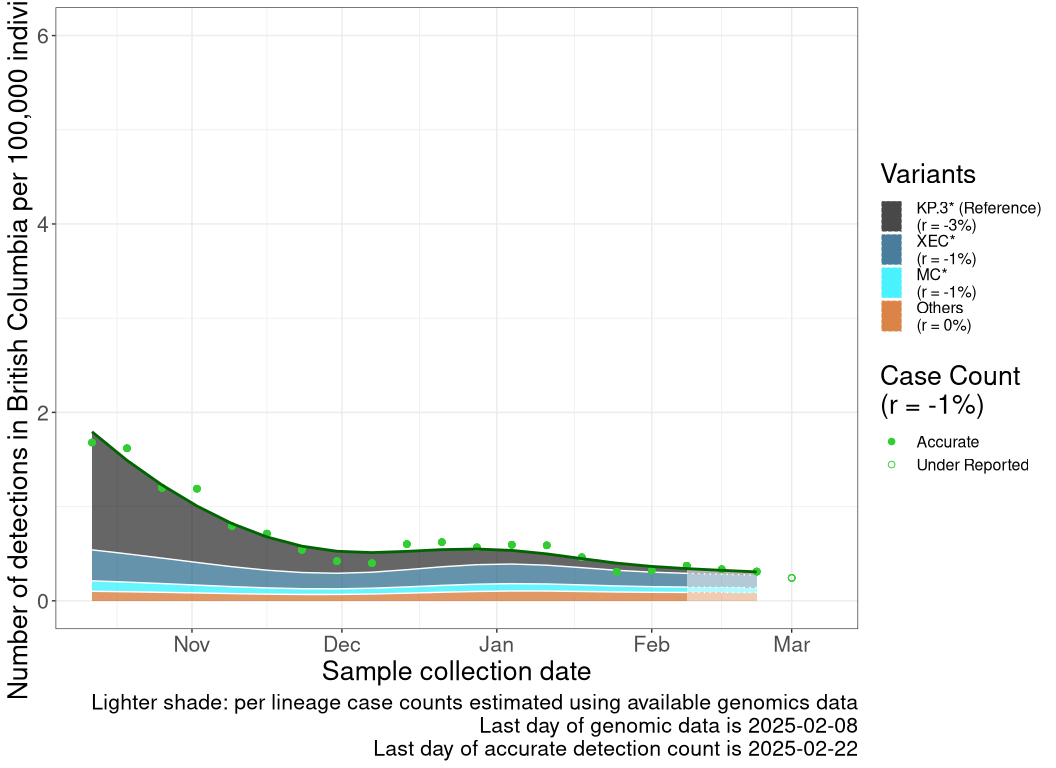 Number of detections in British Columbia per 100,000
6
4
2
0
Nov
Dec
Jan
Feb
Mar
Sample collection date
Lighter shade: per lineage case counts estimated using available genomics data
Last day of genomic data is 2025-02-08
Last day of accurate detection count is 2025-02-22
Variants
KP.3* (Reference)
(r = -3%)
XEC*
(r = -1%)
MC*
(r = -1%)
Others
(r = 0%)
Case Count
(r = -1%)
Accurate
Under Reported